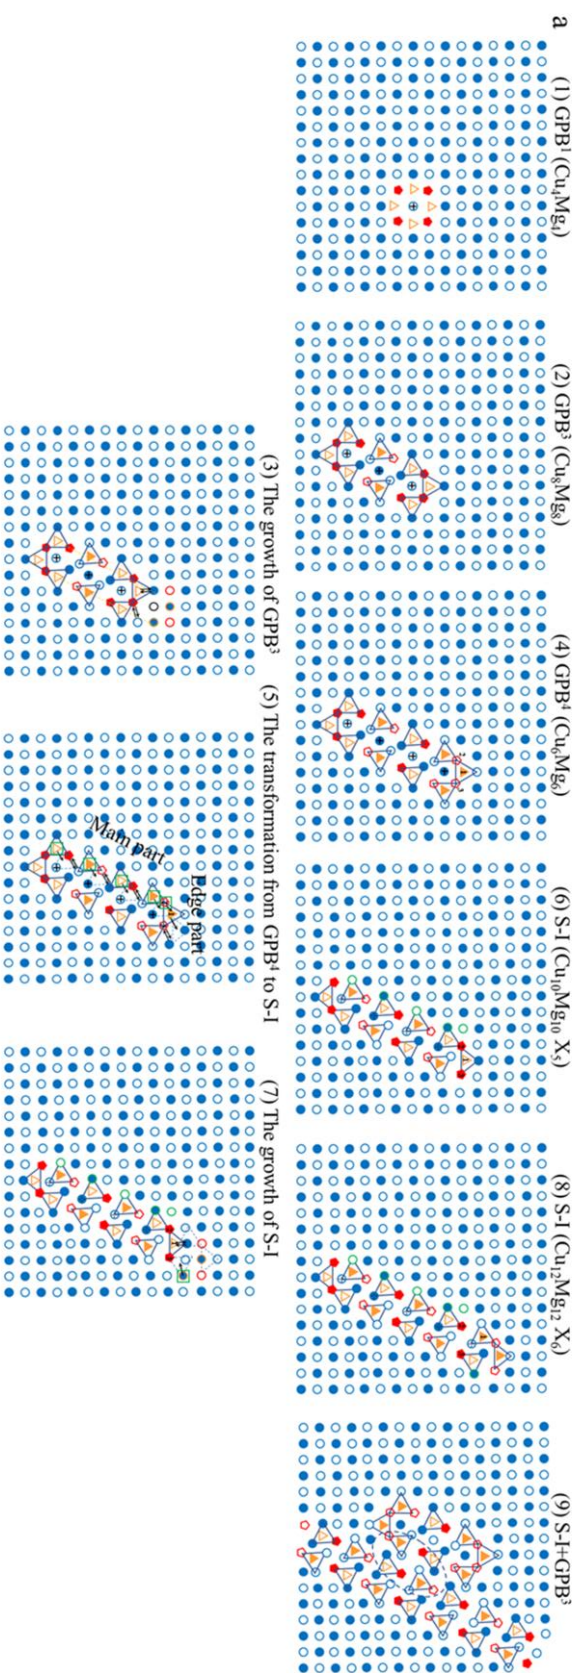 a
(1) GPB¹ (Cu₄Mg₄)
(2) GPB³ (Cu₈Mg₈)
(4) GPB⁴ (Cu₆Mg₆)
(6) S-I (Cu₁₀Mg₁₀ X₅)
(8) S-I (Cu₁₂Mg₁₂ X₆)
(9) S-I+GPB³
(3) The growth of GPB³
(5) The transformation from GPB⁴ to S-I
Main part
Edge part
(7) The growth of S-I